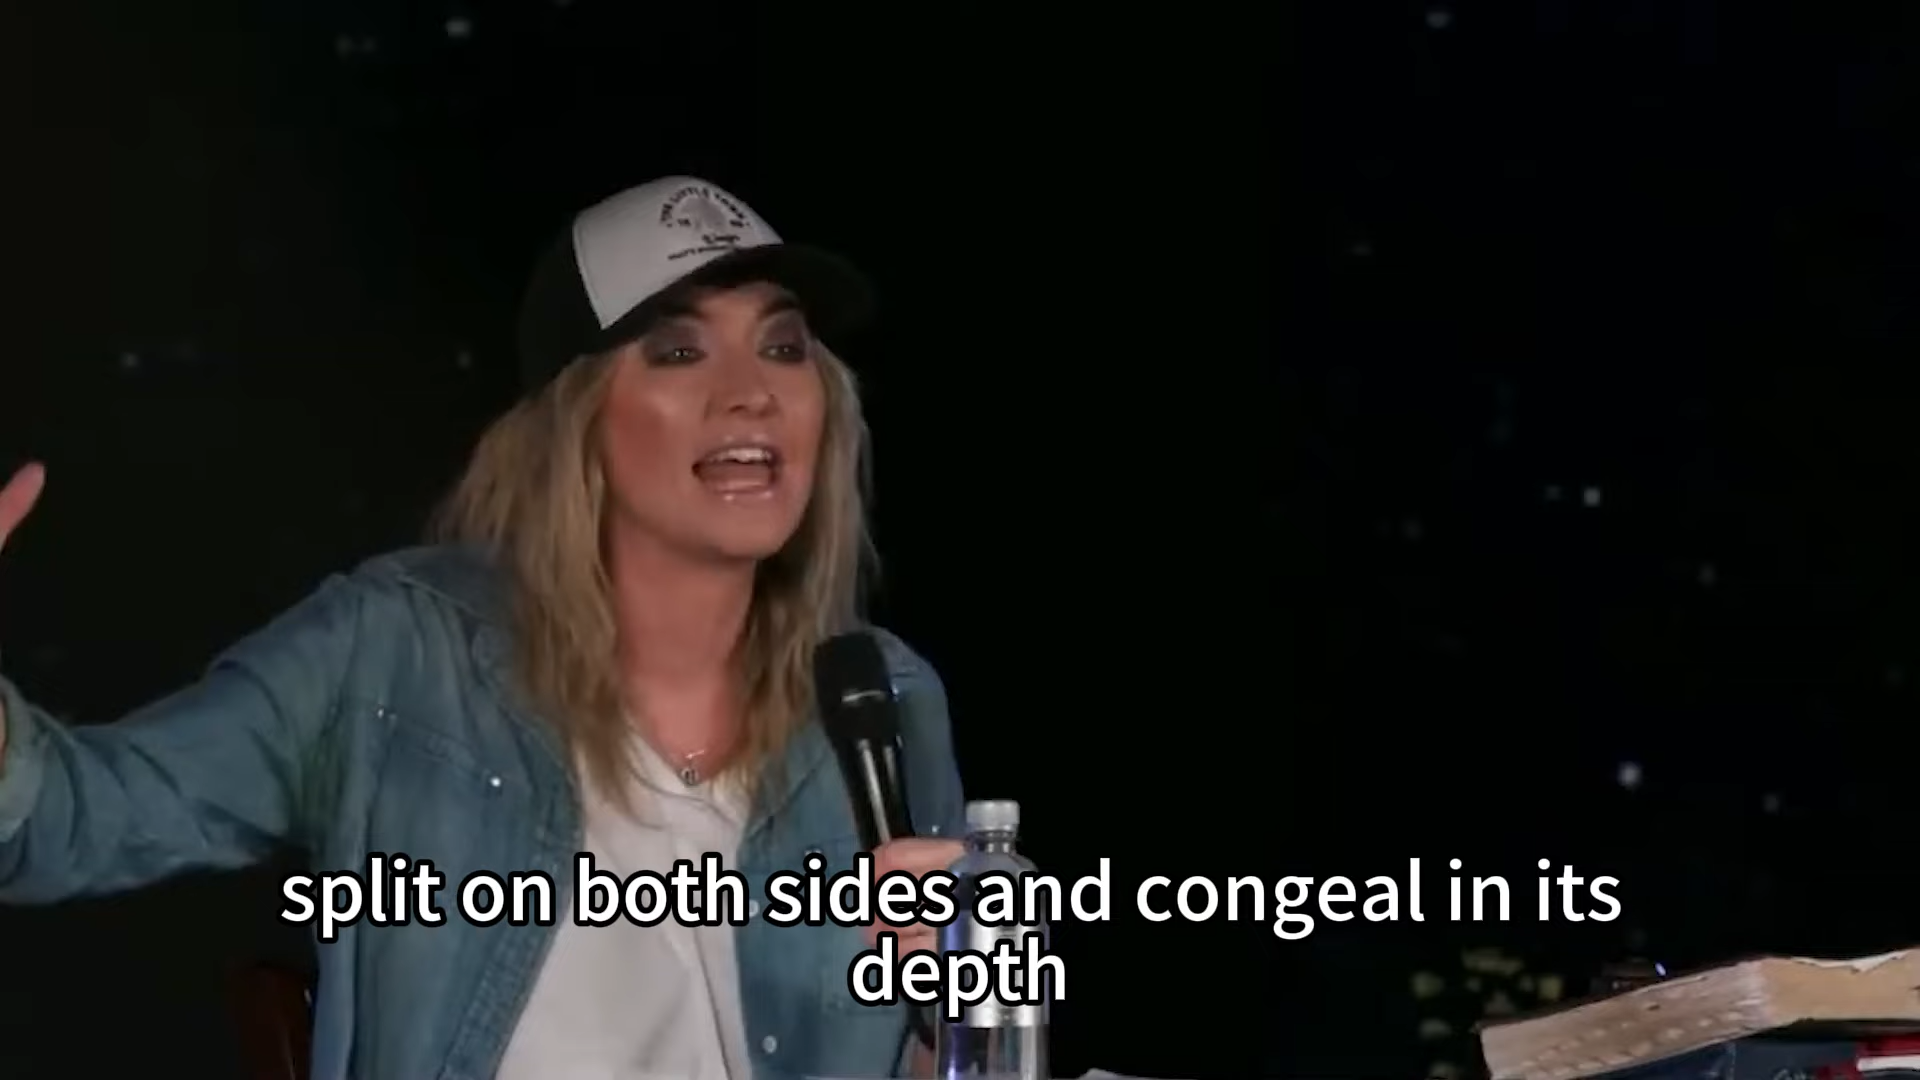 split on both sides and congeal in its
depth